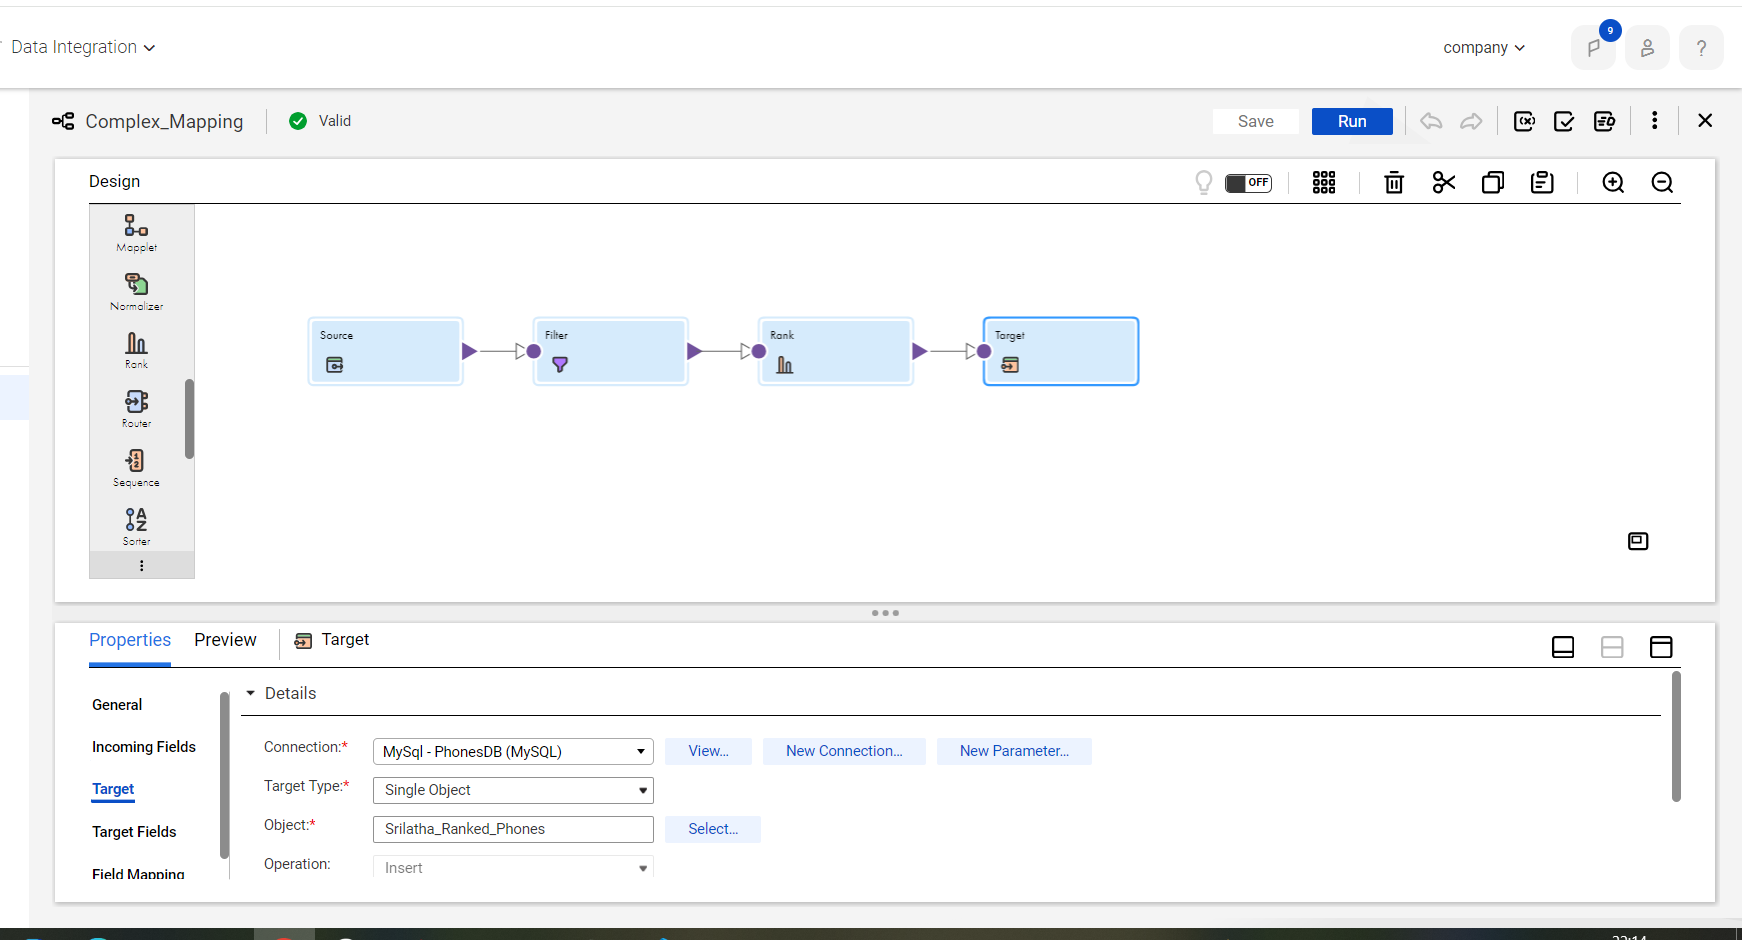 Data Integration
company
9
?
Complex_Mapping
Valid
Save
Run
Design
OFF
Mapplet
Normalizer
Rank
Router
Sequence
Sorter
Source
Filter
Rank
Target
Properties
Preview
Target
General
Incoming Fields
Target
Target Fields
Field Mapping
Details
Connection:*
MySql - PhonesDB (MySQL)
View...
New Connection...
New Parameter...
Target Type:*
Single Object
Object:*
Srilatha_Ranked_Phones
Select...
Operation:
Insert